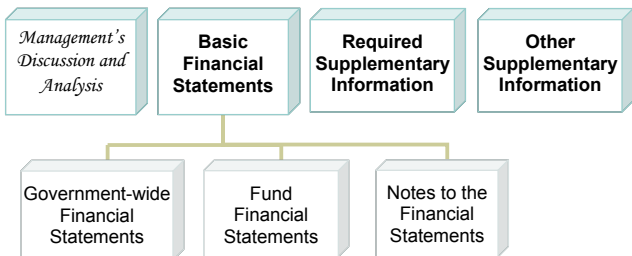 Management's
Discussion and
Analysis
Basic
Financial
Statements
Required
Supplementary
Information
Other
Supplementary
Information
Government-wide
Financial
Statements
Fund
Financial
Statements
Notes to the
Financial
Statements